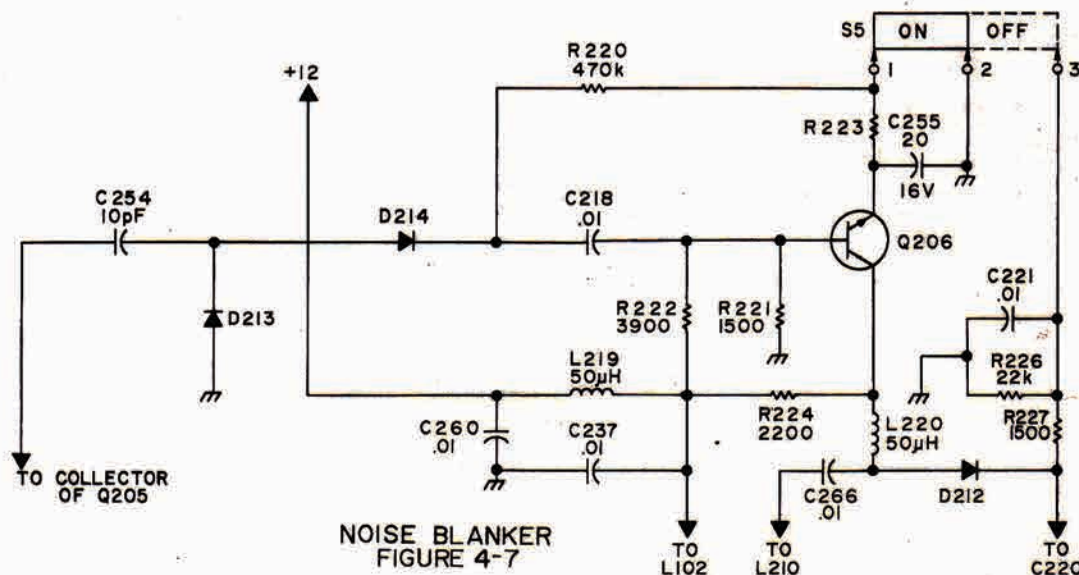 S5 ON OFF
1 2 3
R220
470k
+12
R223
C255
20
16V
C254
10pF
D214
C218
.01
Q206
C221
.01
D213
R222
3900
R221
1500
L219
50µH
R226
22k
R224
2200
R227
1500
L220
50µH
C260
.01
C237
.01
TO COLLECTOR
OF Q205
C266
.01
D212
NOISE BLANKER
FIGURE 4-7
TO
L102
TO
L210
TO
C220